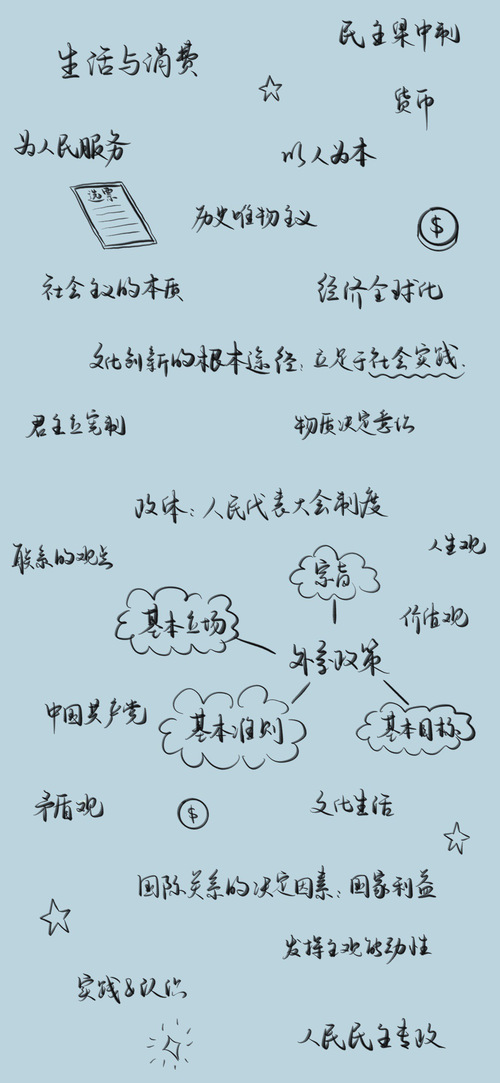 民主集中制
生活与消费
货币
为人民服务
以人为本
选票
历史唯物主义
$
社会主义的本质
经济全球化
文化创新的根本途径：立足于社会实践.
君主立宪制
物质决定意识
政体：人民代表大会制度
人生观
联系的观点
宗旨
基本立场
价值观
外交政策
中国共产党
基本准则
基本目标
矛盾观
$
文化生活
国际关系的决定因素：国家利益
发挥主观能动性
实践&认识
人民民主专政